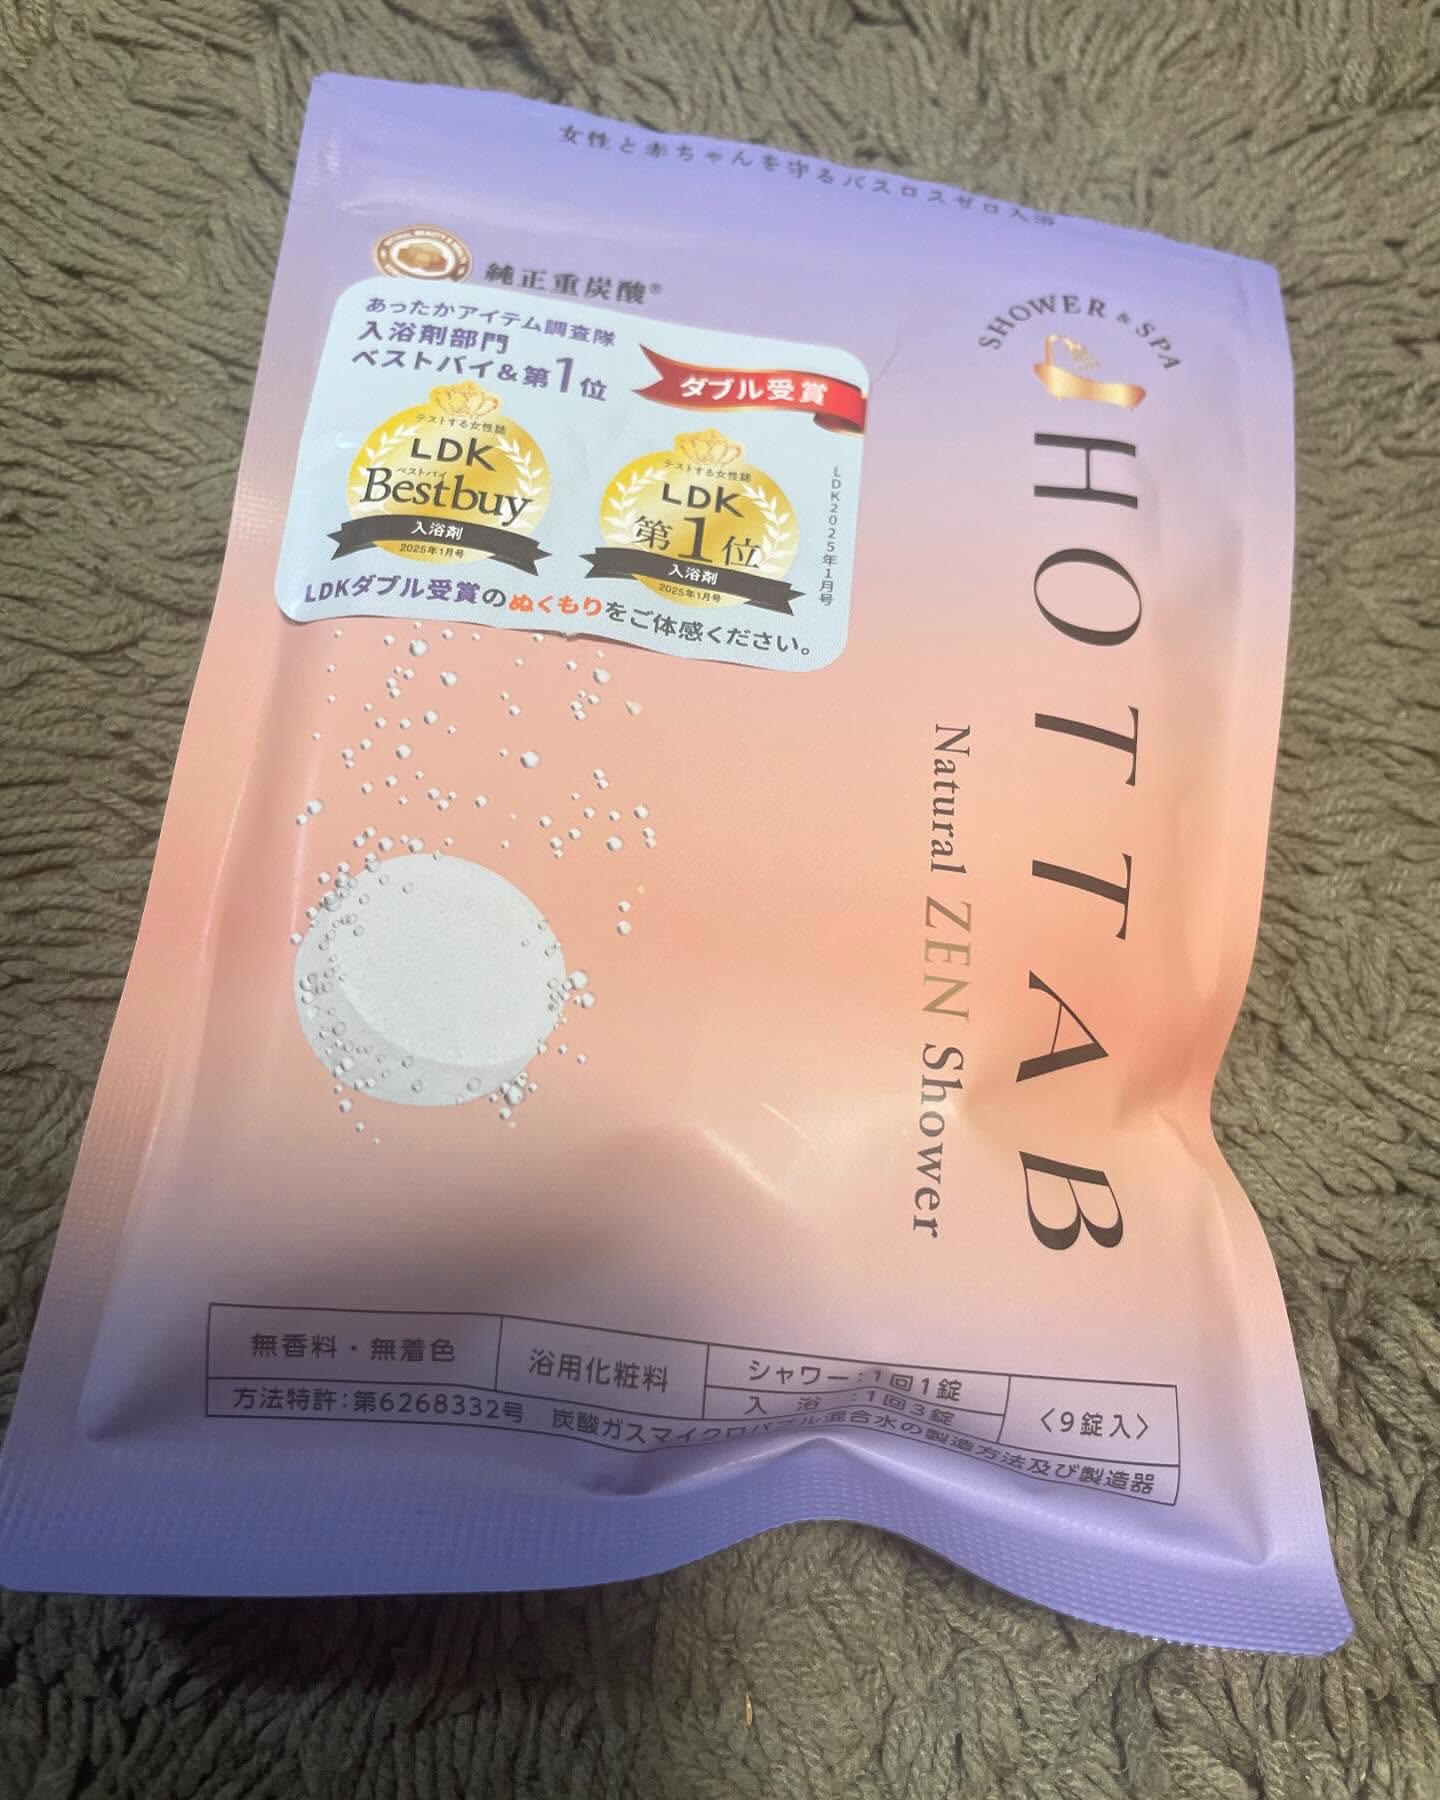 女性と赤ちゃんを守るバスロスゼロ入浴
純正重炭酸®
あったかアイテム調査隊
入浴剤部門
ベストバイ&第1位
ダブル受賞
テストする女性誌
LDK
ベストバイ
Bestbuy
入浴剤
2025年1月号
テストする女性誌
LDK
第1位
入浴剤
2025年1月号
LDK2025年1月号
LDKダブル受賞のぬくもりをご体感ください。
SHOWER & SPA
HOT TAB
Natural ZEN Shower
無香料・無着色
浴用化粧料
シャワー:1回1錠
入 浴 :1回3錠
〈9錠入〉
方法特許:第6268332号 炭酸ガスマイクロバブル混合水の製造方法及び製造器